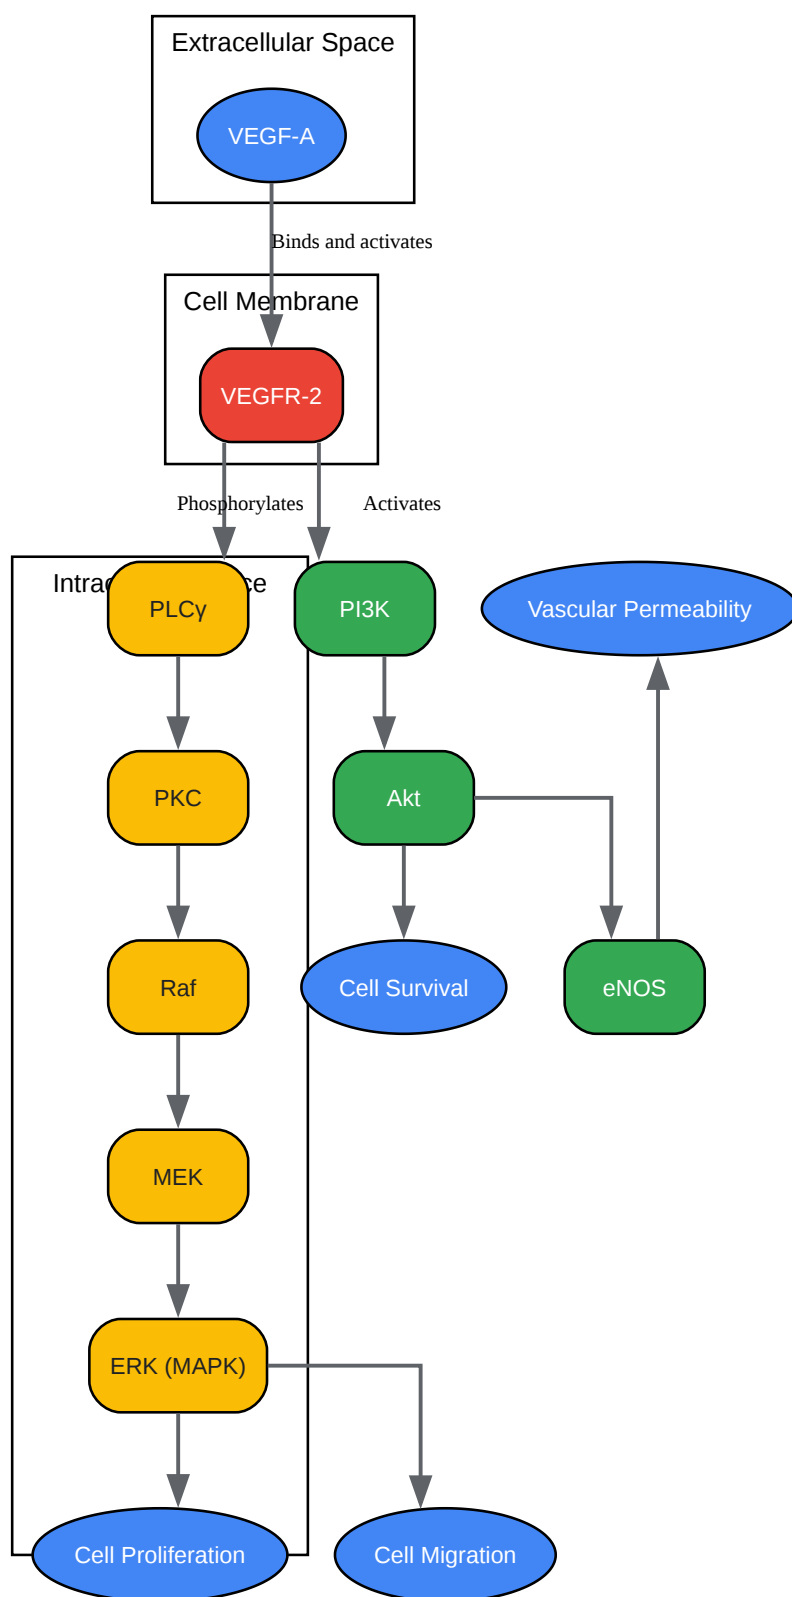 Extracellular Space
VEGF-A
Binds and activates
Cell Membrane
VEGFR-2
Phosphorylates
Activates
PLCγ
PI3K
Vascular Permeability
PKC
Akt
Raf
Cell Survival
eNOS
MEK
ERK (MAPK)
Cell Proliferation
Cell Migration